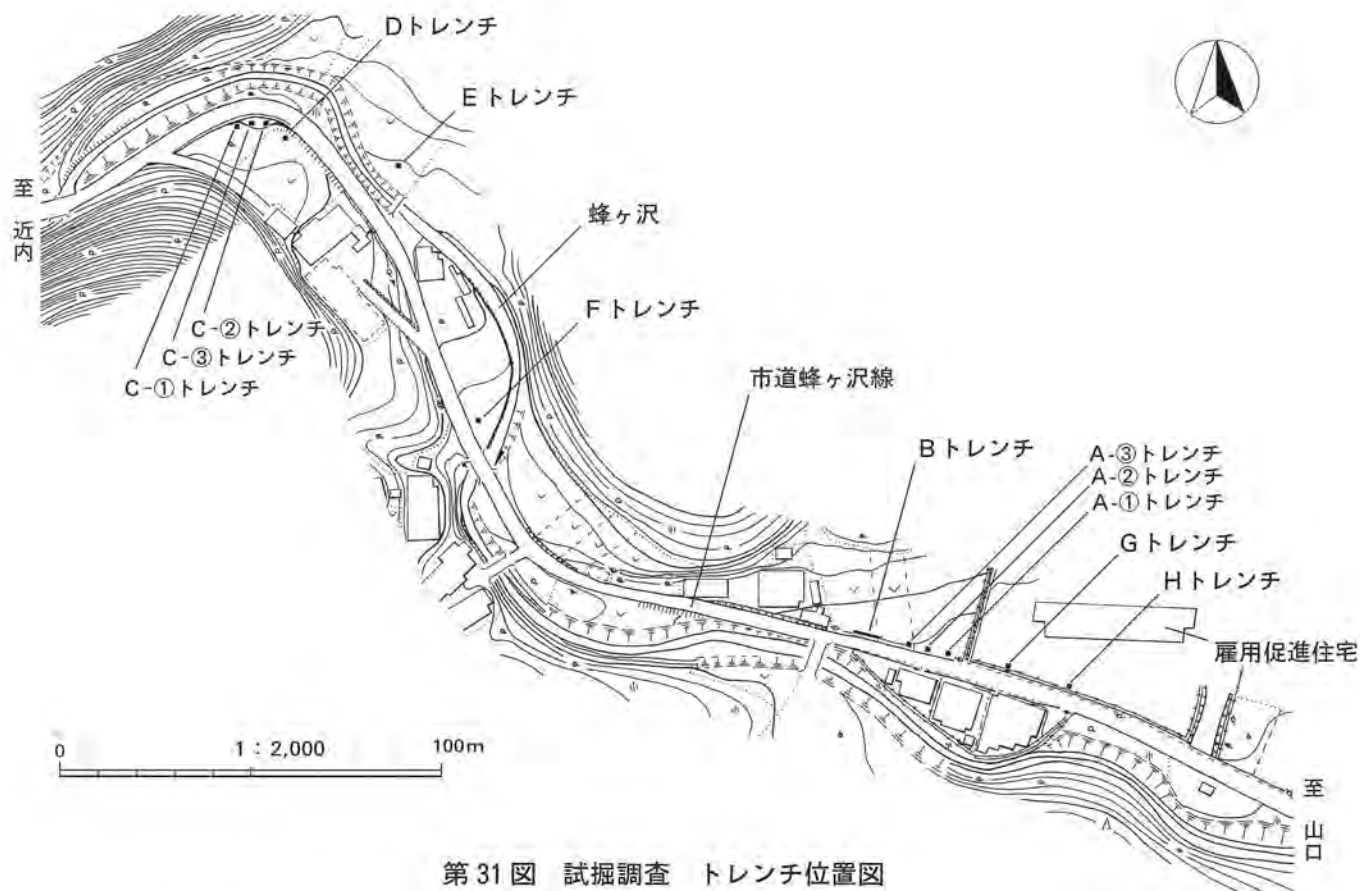 Dトレンチ
Eトレンチ
至 近内
蜂ヶ沢
Fトレンチ
C-②トレンチ
C-③トレンチ
C-①トレンチ
市道蜂ヶ沢線
Bトレンチ
A-③トレンチ
A-②トレンチ
A-①トレンチ
Gトレンチ
Hトレンチ
雇用促進住宅
0 1:2,000 100m
至 山口
第31図 試掘調査 トレンチ位置図